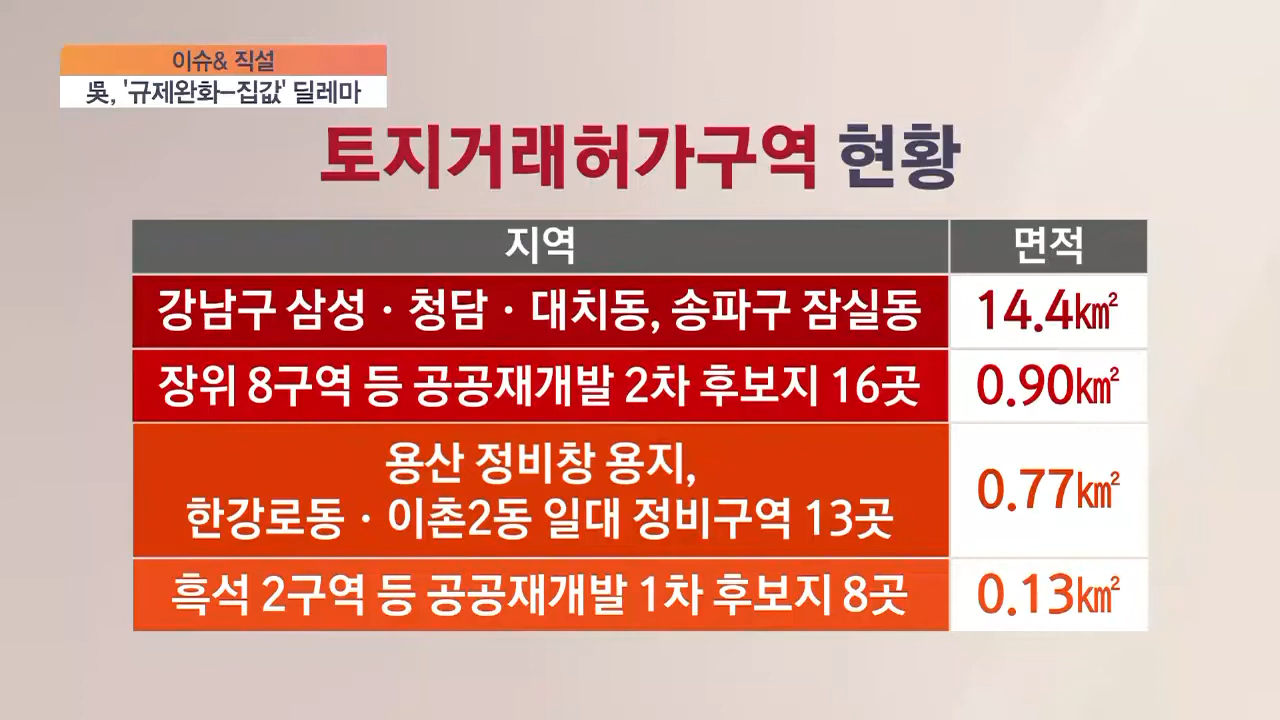 이슈& 직설
吳, '규제완화-집값' 딜레마
토지거래허가구역 현황
지역 면적
강남구 삼성·청담·대치동, 송파구 잠실동 14.4㎢
장위 8구역 등 공공재개발 2차 후보지 16곳 0.90㎢
용산 정비창 용지,
한강로동·이촌2동 일대 정비구역 13곳 0.77㎢
흑석 2구역 등 공공재개발 1차 후보지 8곳 0.13㎢